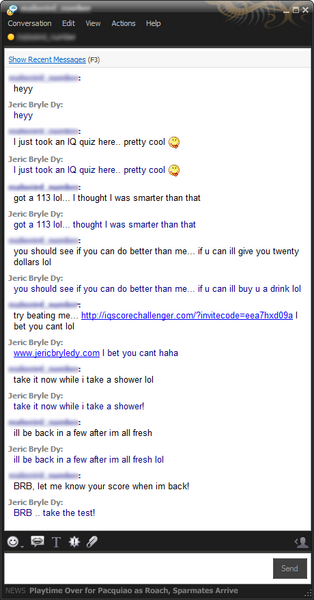 Conversation Edit View Actions Help
Show Recent Messages (F3)
heyy
Jeric Bryle Dy:
heyy
I just took an IQ quiz here.. pretty cool
Jeric Bryle Dy:
I just took an IQ quiz here.. pretty cool
got a 113 lol... I thought I was smarter than that
Jeric Bryle Dy:
got a 113 lol... thought I was smarter than that
you should see if you can do better than me... if u can ill give you twenty
dollars lol
Jeric Bryle Dy:
you should see if you can do better than me... if u can ill buy u a drink lol
try beating me... http://iqscorechallenger.com/?invitecode=eea7hxd09a I
bet you cant lol
Jeric Bryle Dy:
www.jericbryledy.com I bet you cant haha
take it now while i take a shower lol
Jeric Bryle Dy:
take it now while i take a shower!
ill be back in a few after im all fresh
Jeric Bryle Dy:
ill be back in a few after im all fresh lol
BRB, let me know your score when im back!
Jeric Bryle Dy:
BRB .. take the test!
Send
NEWS Playtime Over for Pacquiao as Roach, Sparmates Arrive